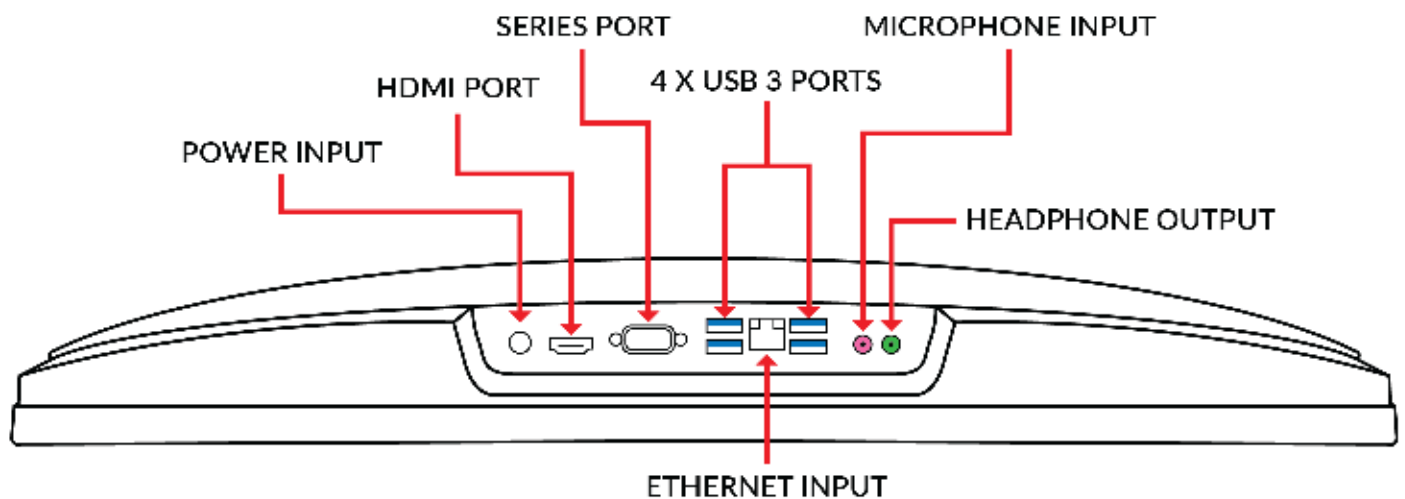 SERIES PORT
MICROPHONE INPUT
HDMI PORT
4 X USB 3 PORTS
POWER INPUT
HEADPHONE OUTPUT
ETHERNET INPUT